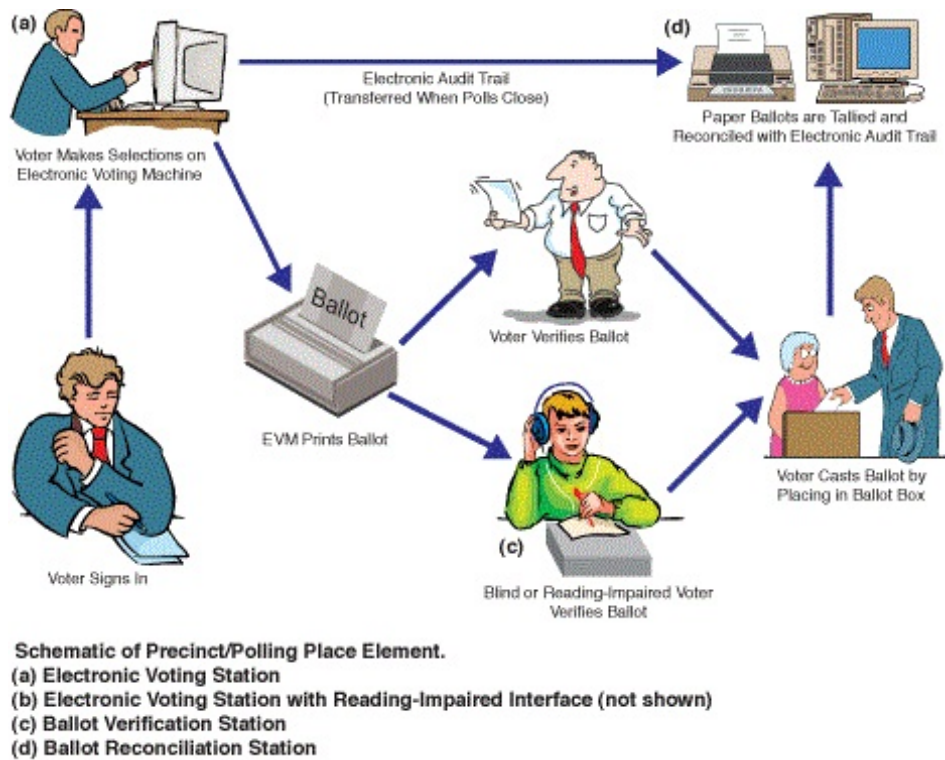 (a)
(d)
Electronic Audit Trail
(Transferred When Polls Close)
Paper Ballots are Tallied and
Reconciled with Electronic Audit Trail
Voter Makes Selections on
Electronic Voting Machine
Ballot
Voter Verifies Ballot
EVM Prints Ballot
Voter Casts Ballot by
Placing in Ballot Box
(c)
Voter Signs In
Blind or Reading-Impaired Voter
Verifies Ballot
Schematic of Precinct/Polling Place Element.
(a) Electronic Voting Station
(b) Electronic Voting Station with Reading-Impaired Interface (not shown)
(c) Ballot Verification Station
(d) Ballot Reconciliation Station